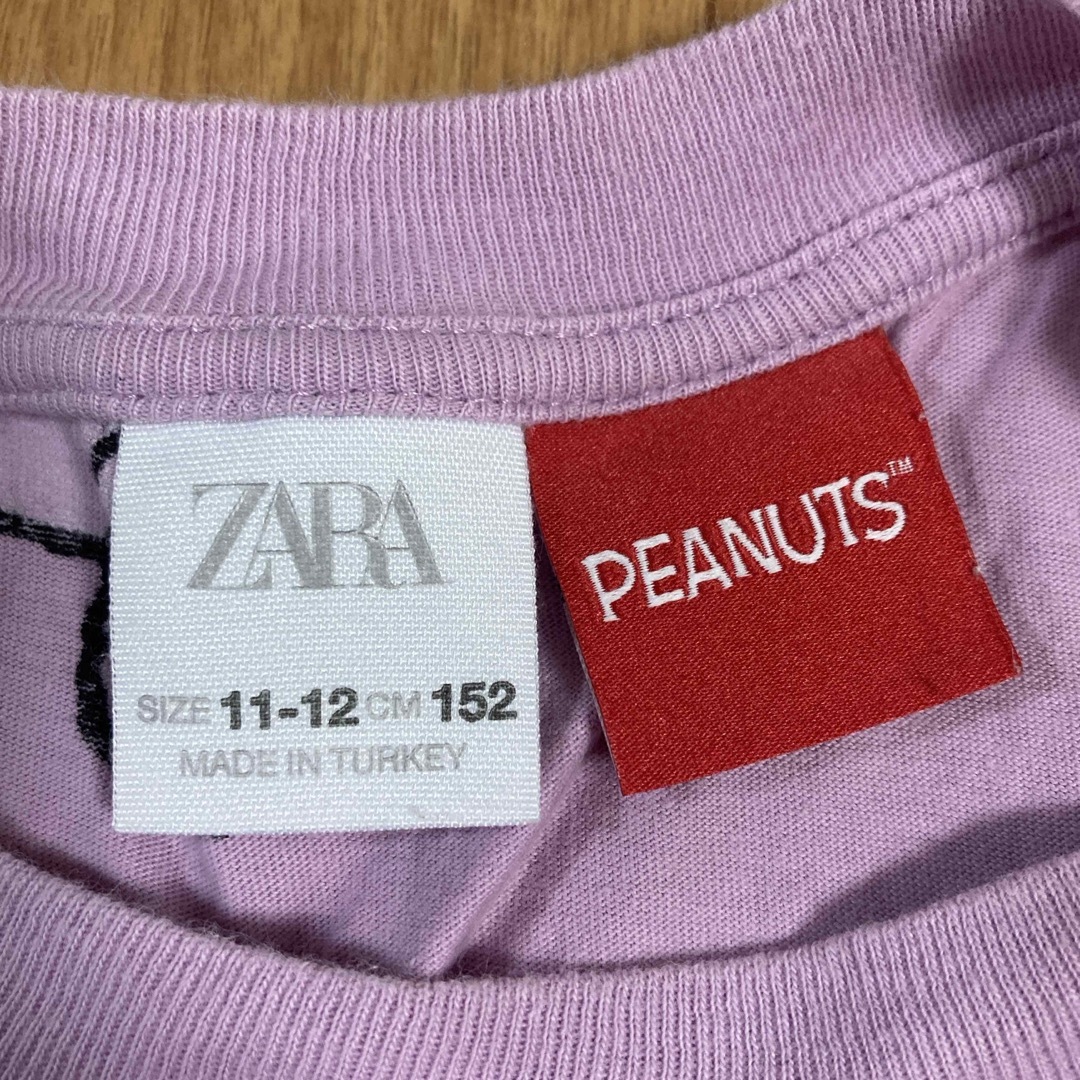 ZARA
SIZE 11-12 CM 152
MADE IN TURKEY
PEANUTS™